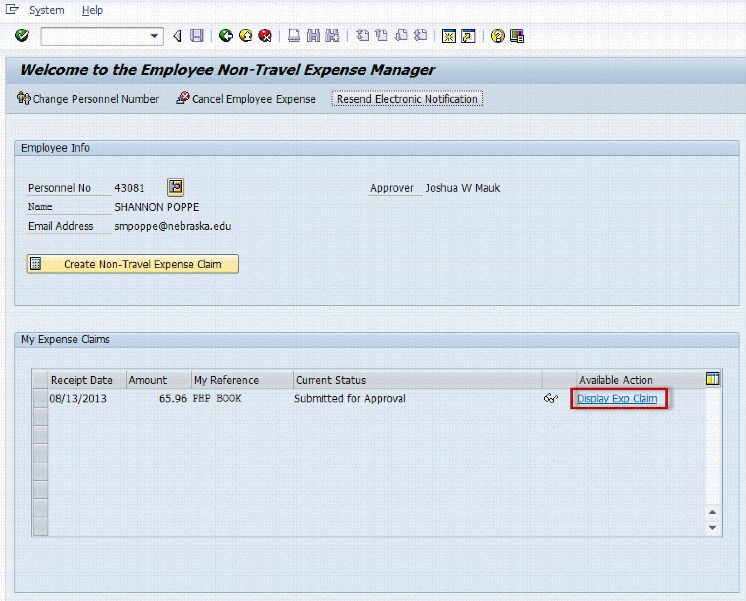 System Help
Welcome to the Employee Non-Travel Expense Manager
Change Personnel Number Cancel Employee Expense Resend Electronic Notification
Employee Info
Personnel No 43081 Approver Joshua W Mauk
Name SHANNON POPPE
Email Address smpoppe@nebraska.edu
Create Non-Travel Expense Claim
My Expense Claims
Receipt Date Amount My Reference Current Status Available Action
08/13/2013 65.96 PHP BOOK Submitted for Approval Display Exp Claim